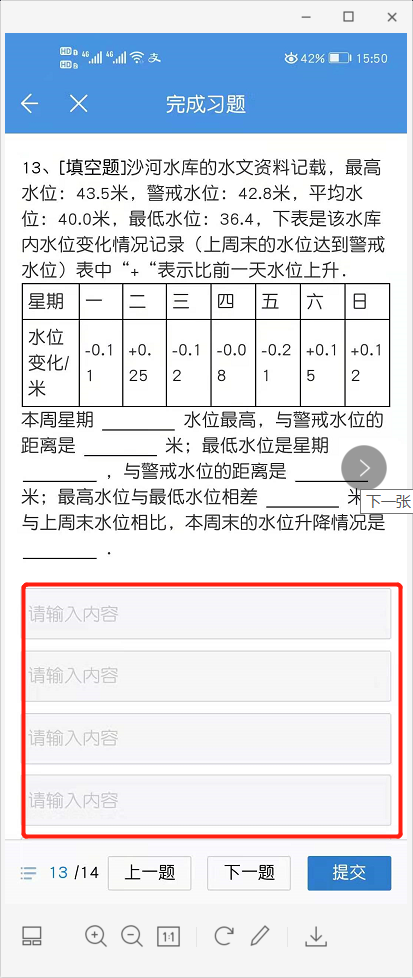 HD 4G 4G 支 42% 15:50
HD
完成习题
13、[填空题]沙河水库的水文资料记载，最高
水位：43.5米，警戒水位：42.8米，平均水
位：40.0米，最低水位：36.4，下表是该水库
内水位变化情况记录（上周末的水位达到警戒
水位）表中“+“表示比前一天水位上升．
星期 一 二 三 四 五 六 日
水位变化/米 -0.11 +0.25 -0.12 -0.08 -0.21 +0.15 +0.12
本周星期 ________ 水位最高，与警戒水位的
距离是 ________ 米；最低水位是星期
________ ，与警戒水位的距离是 ________
米；最高水位与最低水位相差 ________ 米
与上周末水位相比，本周末的水位升降情况是
________ ．
下一张
请输入内容
请输入内容
请输入内容
请输入内容
13 /14 上一题 下一题 提交
1:1